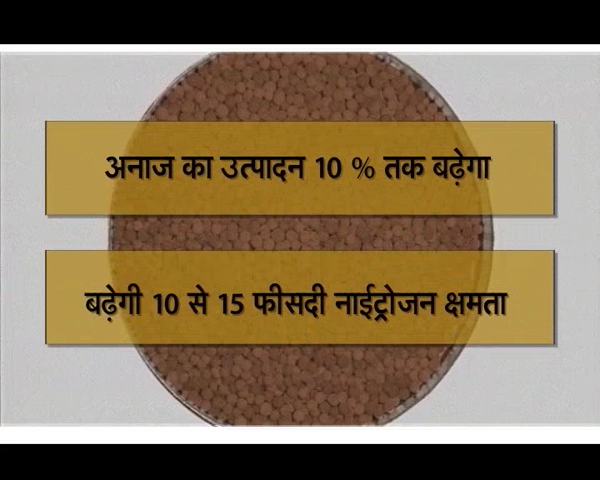 अनाज का उत्पादन 10 % तक बढ़ेगा
बढ़ेगी 10 से 15 फीसदी नाईट्रोजन क्षमता